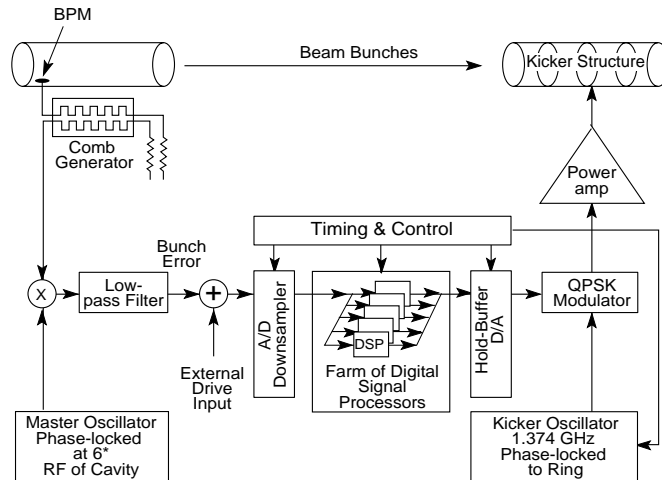 BPM
Beam Bunches
Kicker Structure
Comb
Generator
Power
amp
Timing & Control
Bunch
Error
X
Low-
pass Filter
+
A/D
Downsampler
DSP
Farm of Digital
Signal
Processors
Hold-Buffer
D/A
QPSK
Modulator
External
Drive
Input
Master Oscillator
Phase-locked
at 6*
RF of Cavity
Kicker Oscillator
1.374 GHz
Phase-locked
to Ring